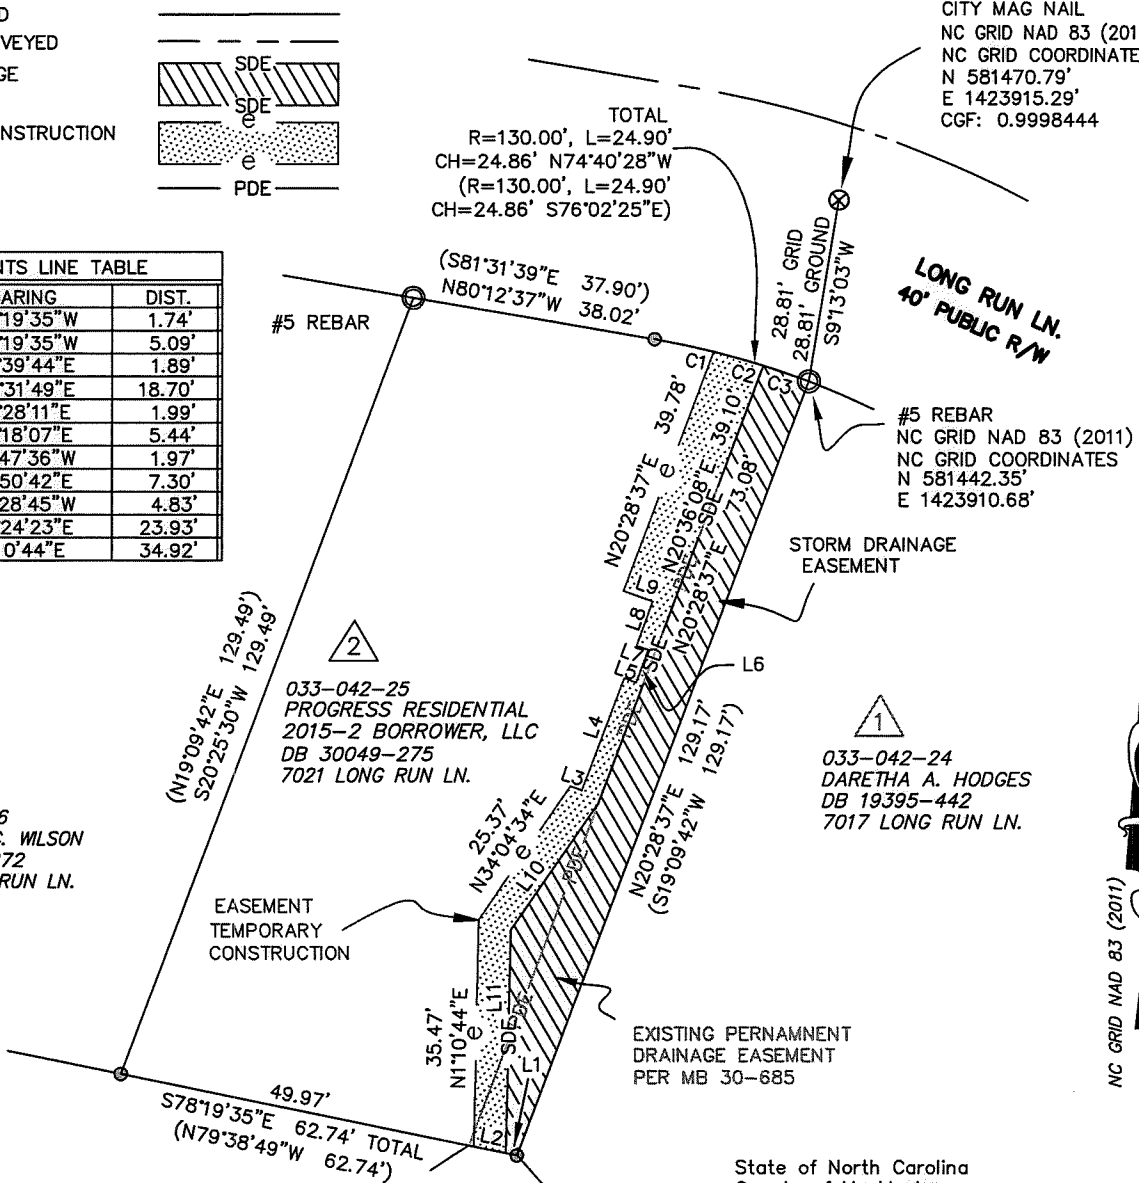 D
VEYED
SDE
GE
SDE
e
NSTRUCTION
e
PDE
CITY MAG NAIL
NC GRID NAD 83 (201
NC GRID COORDINATE
N 581470.79'
E 1423915.29'
CGF: 0.9998444
TOTAL
R=130.00', L=24.90'
CH=24.86' N74°40'28"W
(R=130.00', L=24.90'
CH=24.86' S76°02'25"E)
NTS LINE TABLE
ARING DIST.
°19'35"W 1.74'
°19'35"W 5.09'
°39'44"E 1.89'
°31'49"E 18.70'
°28'11"E 1.99'
°18'07"E 5.44'
°47'36"W 1.97'
°50'42"E 7.30'
°28'45"W 4.83'
°24'23"E 23.93'
0'44"E 34.92'
(S81°31'39"E 37.90')
N80°12'37"W 38.02'
#5 REBAR
28.81' GRID
28.81' GROUND
S9°13'03"W
LONG RUN LN.
40' PUBLIC R/W
C1
C2
C3
#5 REBAR
NC GRID NAD 83 (2011)
NC GRID COORDINATES
N 581442.35'
E 1423910.68'
N20°28'37"E 39.78'
e
N20°36'08"E 39.10'
SDE
PDE
N20°28'37"E 73.08'
STORM DRAINAGE
EASEMENT
L9
L8
L7
L5
SDE
L6
PDE
L4
L3
(N19°09'42"E 129.49')
S20°25'30"W 129.49'
2
033-042-25
PROGRESS RESIDENTIAL
2015-2 BORROWER, LLC
DB 30049-275
7021 LONG RUN LN.
1
033-042-24
DARETHA A. HODGES
DB 19395-442
7017 LONG RUN LN.
N20°28'37"E 129.17'
(S19°09'42"W 129.17')
6
C. WILSON
72
RUN LN.
25.37'
N34°04'34"E
e
L10
PDE
EASEMENT
TEMPORARY
CONSTRUCTION
35.47'
N1°10'44"E
e
L11
SDE
PDE
L1
L2
EXISTING PERNAMNENT
DRAINAGE EASEMENT
PER MB 30-685
49.97'
S78°19'35"E 62.74' TOTAL
(N79°38'49"W 62.74')
NC GRID NAD 83 (2011)
State of North Carolina